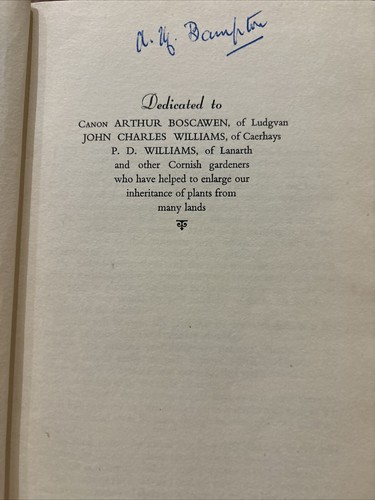 A. M. Bampton
Dedicated to
Canon ARTHUR BOSCAWEN, of Ludgvan
JOHN CHARLES WILLIAMS, of Caerhays
P. D. WILLIAMS, of Lanarth
and other Cornish gardeners
who have helped to enlarge our
inheritance of plants from
many lands